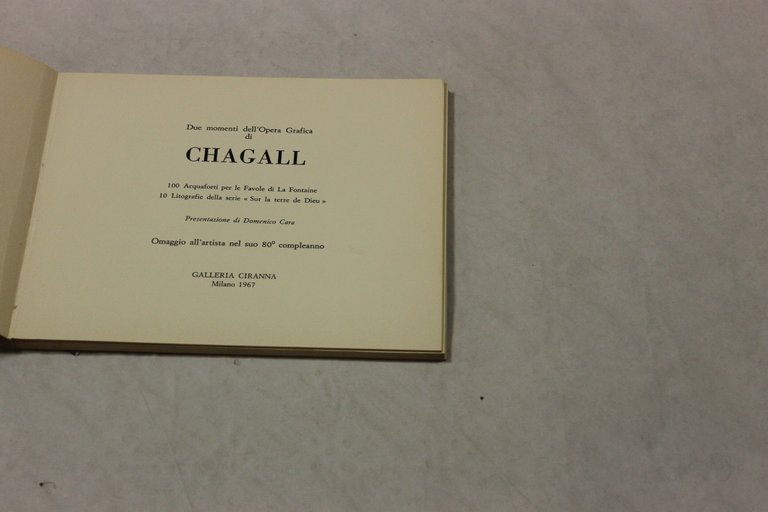 Due momenti dell'Opera Grafica
di
CHAGALL
100 Acquaforti per le Favole di La Fontaine
10 Litografie della serie « Sur la terre de Dieu »
Presentazione di Domenico Cara
Omaggio all'artista nel suo 80º compleanno
GALLERIA CIRANNA
Milano 1967